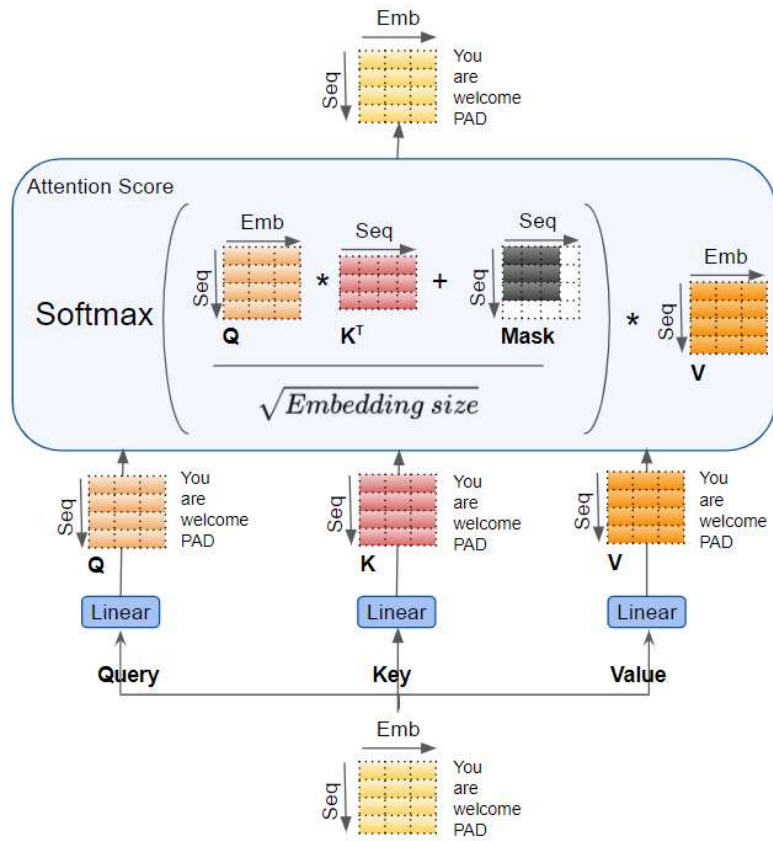 Emb
Seq
You
are
welcome
PAD
Attention Score
Softmax
Emb
Seq
Q
*
Seq
Kᵀ
+
Seq
Seq
Mask
√Embedding size
*
Emb
Seq
V
Seq
Q
You
are
welcome
PAD
Seq
K
You
are
welcome
PAD
Seq
V
You
are
welcome
PAD
Linear
Linear
Linear
Query
Key
Value
Emb
Seq
You
are
welcome
PAD